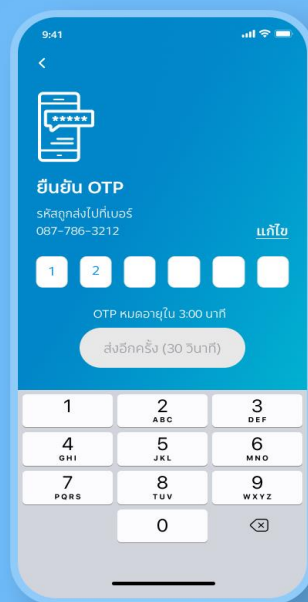 9:41
*****
ยืนยัน OTP
รหัสถูกส่งไปที่เบอร์
087-786-3212
แก้ไข
1 2
OTP หมดอายุใน 3:00 นาที
ส่งอีกครั้ง (30 วินาที)
1 2 3
ABC DEF
4 5 6
GHI JKL MNO
7 8 9
PQRS TUV WXYZ
0